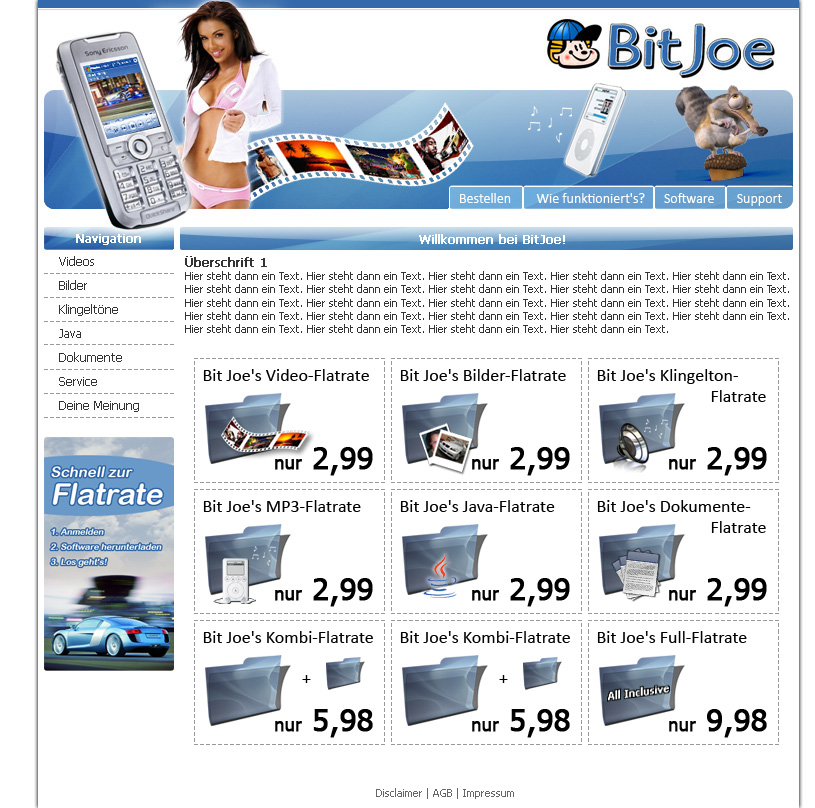 Sony Ericsson
BitJoe
Bestellen
Wie funktioniert's?
Software
Support
Navigation
Willkommen bei BitJoe!
Videos
Bilder
Klingeltöne
Java
Dokumente
Service
Deine Meinung
Überschrift 1
Hier steht dann ein Text. Hier steht dann ein Text. Hier steht dann ein Text. Hier steht dann ein Text. Hier steht dann ein Text.
Hier steht dann ein Text. Hier steht dann ein Text. Hier steht dann ein Text. Hier steht dann ein Text. Hier steht dann ein Text.
Hier steht dann ein Text. Hier steht dann ein Text. Hier steht dann ein Text. Hier steht dann ein Text. Hier steht dann ein Text.
Hier steht dann ein Text. Hier steht dann ein Text. Hier steht dann ein Text. Hier steht dann ein Text. Hier steht dann ein Text.
Hier steht dann ein Text. Hier steht dann ein Text. Hier steht dann ein Text. Hier steht dann ein Text.
Schnell zur
Flatrate
1. Anmelden
2. Software herunterladen
3. Los geht's!
Bit Joe's Video-Flatrate
nur 2,99
Bit Joe's Bilder-Flatrate
nur 2,99
Bit Joe's Klingelton-
Flatrate
nur 2,99
Bit Joe's MP3-Flatrate
nur 2,99
Bit Joe's Java-Flatrate
nur 2,99
Bit Joe's Dokumente-
Flatrate
nur 2,99
Bit Joe's Kombi-Flatrate
+
nur 5,98
Bit Joe's Kombi-Flatrate
+
nur 5,98
Bit Joe's Full-Flatrate
All Inclusive
nur 9,98
Disclaimer | AGB | Impressum